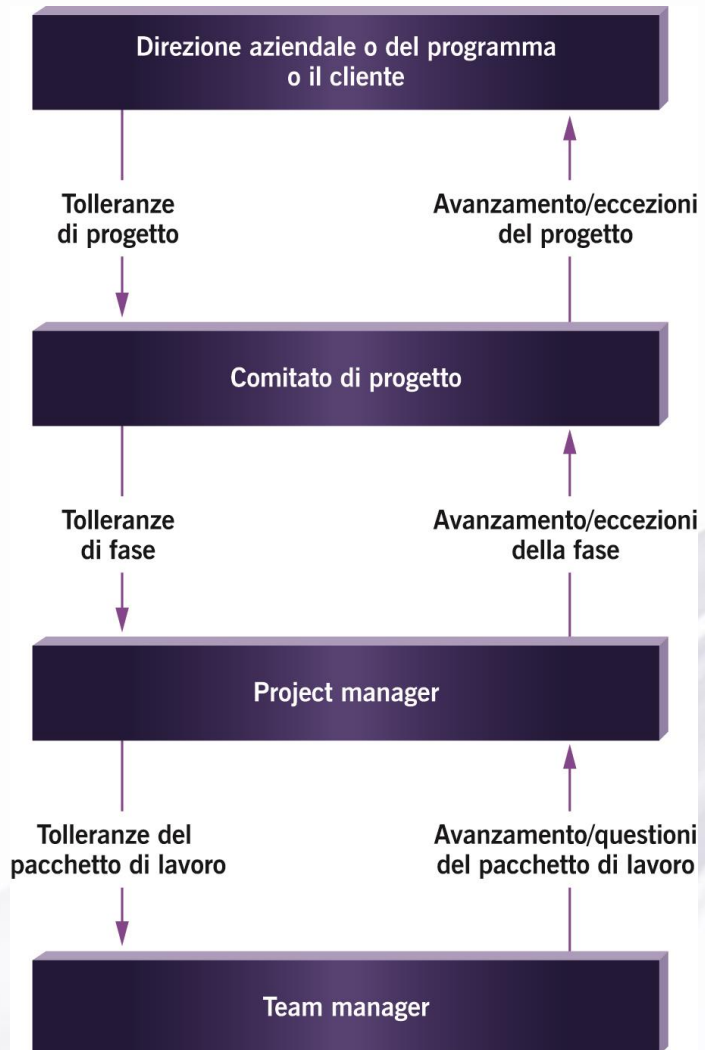 Direzione aziendale o del programma
o il cliente
Tolleranze
di progetto
Avanzamento/eccezioni
del progetto
Comitato di progetto
Tolleranze
di fase
Avanzamento/eccezioni
della fase
Project manager
Tolleranze del
pacchetto di lavoro
Avanzamento/questioni
del pacchetto di lavoro
Team manager